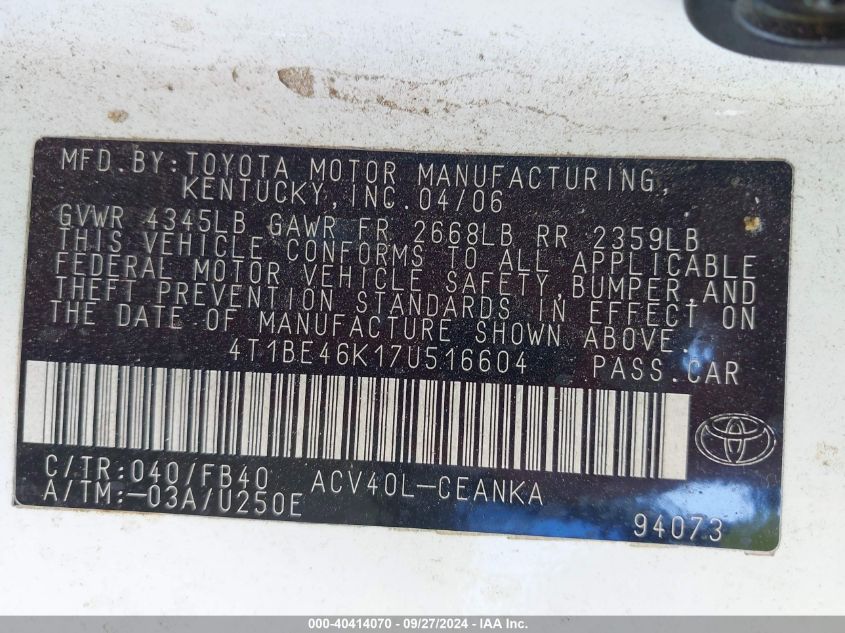 MFD.BY:TOYOTA MOTOR MANUFACTURING,
KENTUCKY,INC.04/06
GVWR 4345LB GAWR FR 2668LB RR 2359LB
THIS VEHICLE CONFORMS TO ALL APPLICABLE
FEDERAL MOTOR VEHICLE SAFETY,BUMPER,AND
THEFT PREVENTION STANDARDS IN EFFECT ON
THE DATE OF MANUFACTURE SHOWN ABOVE.
4T1BE46K17U516604 PASS.CAR
C/TR:040/FB40 ACV40L-CEANKA
A/TM:-03A/U250E
94073
000-40414070 - 09/27/2024 - IAA Inc.